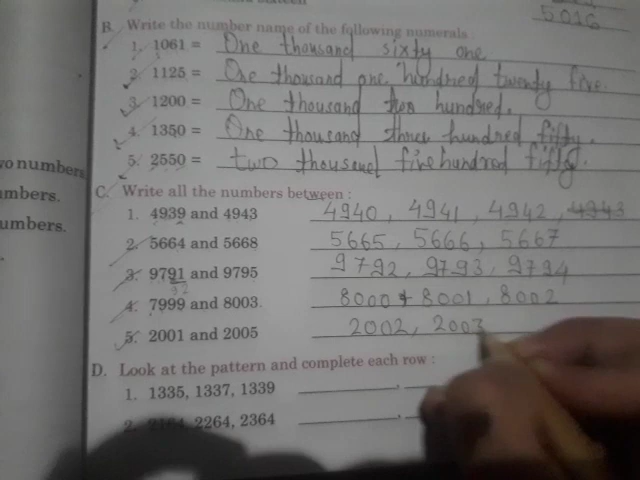 5016
B. Write the number name of the following numerals
1. 1061 = One thousand sixty one
2. 1125 = One thousand one hundred twenty five.
3. 1200 = One thousand two hundred.
4. 1350 = One thousand three hundred fifty.
5. 2550 = two thousand five hundred fifty.
numbers.
umbers.
C. Write all the numbers between :
1. 4939 and 4943 4940, 4941, 4942, 4943
2. 5664 and 5668 5665, 5666, 5667
3. 9791 and 9795 9792, 9793, 9794
92
4. 7999 and 8003 8000, 8001, 8002
5. 2001 and 2005 2002, 2003
D. Look at the pattern and complete each row :
1. 1335, 1337, 1339
2. 2164, 2264, 2364